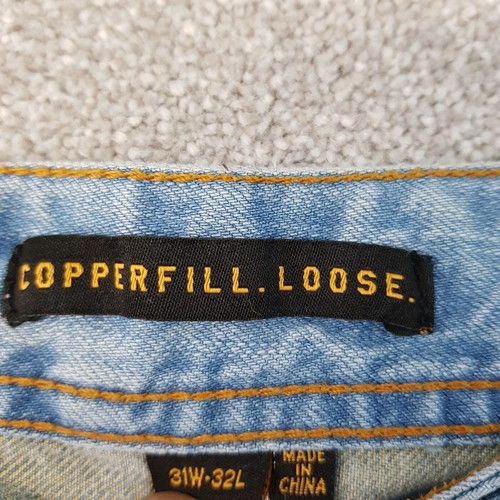 COPPERFILL. LOOSE.
31W-32L
MADE
IN
CHINA